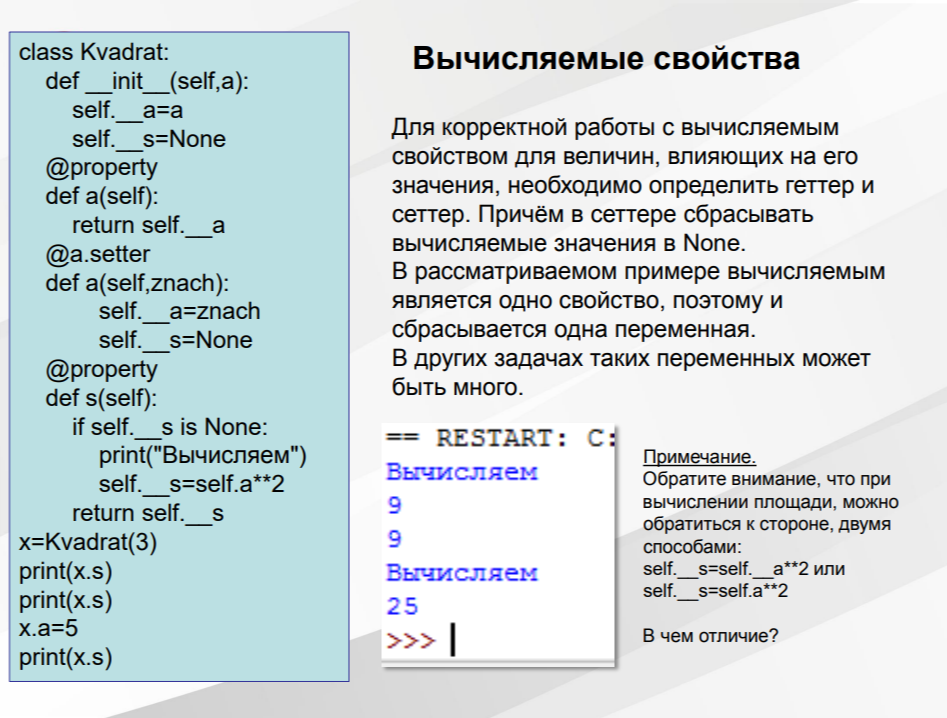 class Kvadrat:
def __init__(self,a):
self.__a=a
self.__s=None
@property
def a(self):
return self.__a
@a.setter
def a(self,znach):
self.__a=znach
self.__s=None
@property
def s(self):
if self.__s is None:
print("Вычисляем")
self.__s=self.a**2
return self.__s
x=Kvadrat(3)
print(x.s)
print(x.s)
x.a=5
print(x.s)
Вычисляемые свойства
Для корректной работы с вычисляемым
свойством для величин, влияющих на его
значения, необходимо определить геттер и
сеттер. Причём в сеттере сбрасывать
вычисляемые значения в None.
В рассматриваемом примере вычисляемым
является одно свойство, поэтому и
сбрасывается одна переменная.
В других задачах таких переменных может
быть много.
== RESTART: C:
Вычисляем
9
9
Вычисляем
25
>>>
Примечание.
Обратите внимание, что при
вычислении площади, можно
обратиться к стороне, двумя
способами:
self.__s=self.__a**2 или
self.__s=self.a**2
В чем отличие?